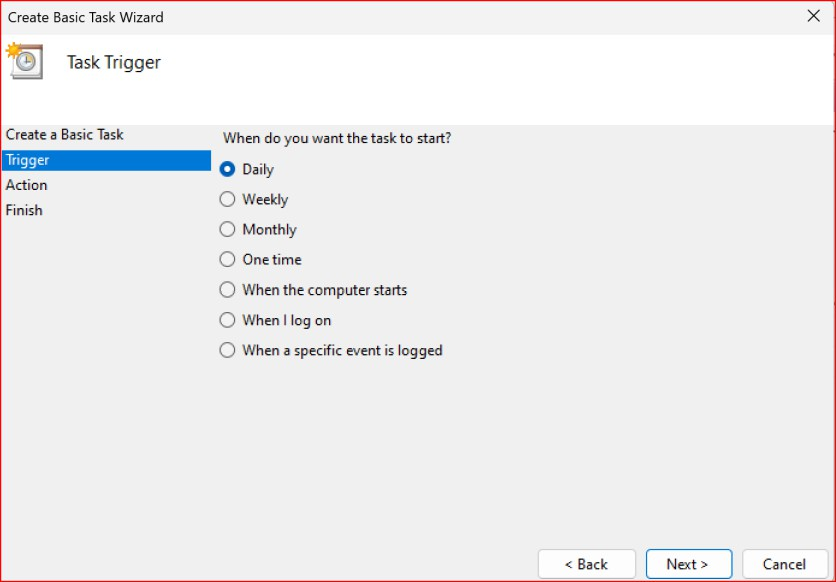 Create Basic Task Wizard
Task Trigger
Create a Basic Task
Trigger
Action
Finish
When do you want the task to start?
Daily
Weekly
Monthly
One time
When the computer starts
When I log on
When a specific event is logged
< Back
Next >
Cancel